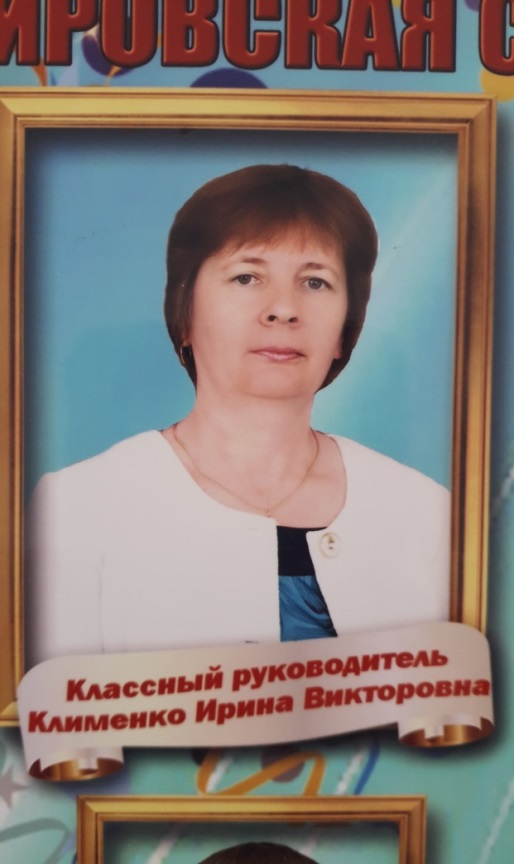 ИРОВСКАЯ С
Классный руководитель
Клименко Ирина Викторовна